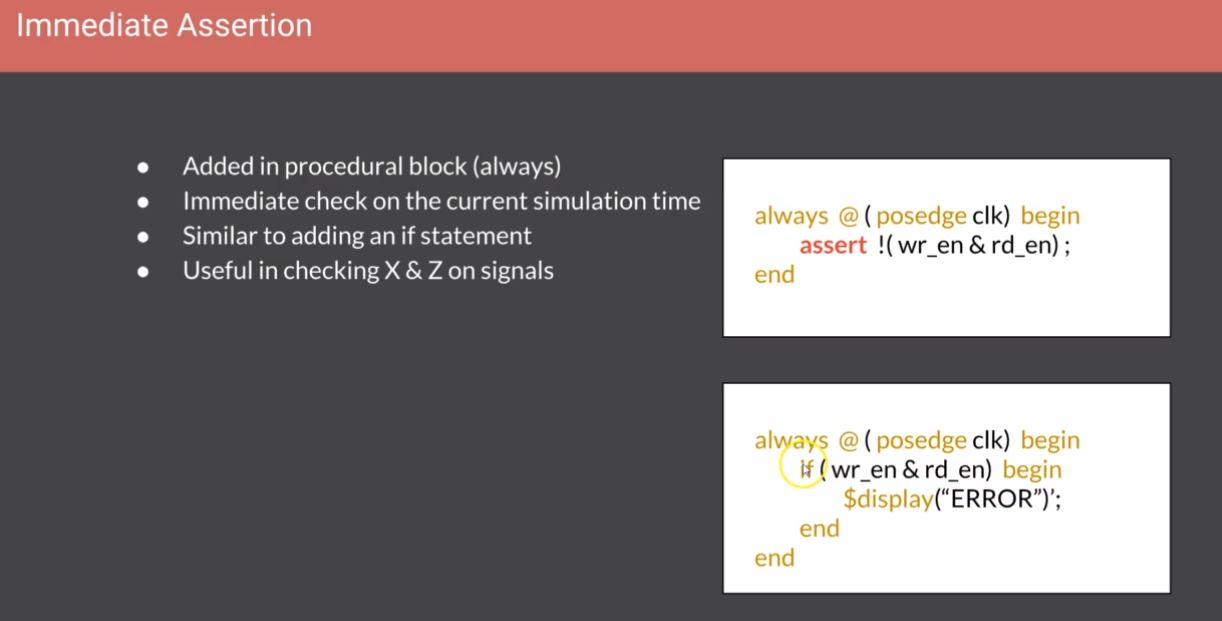 Immediate Assertion
● Added in procedural block (always)
● Immediate check on the current simulation time
● Similar to adding an if statement
● Useful in checking X & Z on signals
always @ ( posedge clk) begin
assert !( wr_en & rd_en) ;
end
always @ ( posedge clk) begin
if ( wr_en & rd_en) begin
$display(“ERROR”)’;
end
end